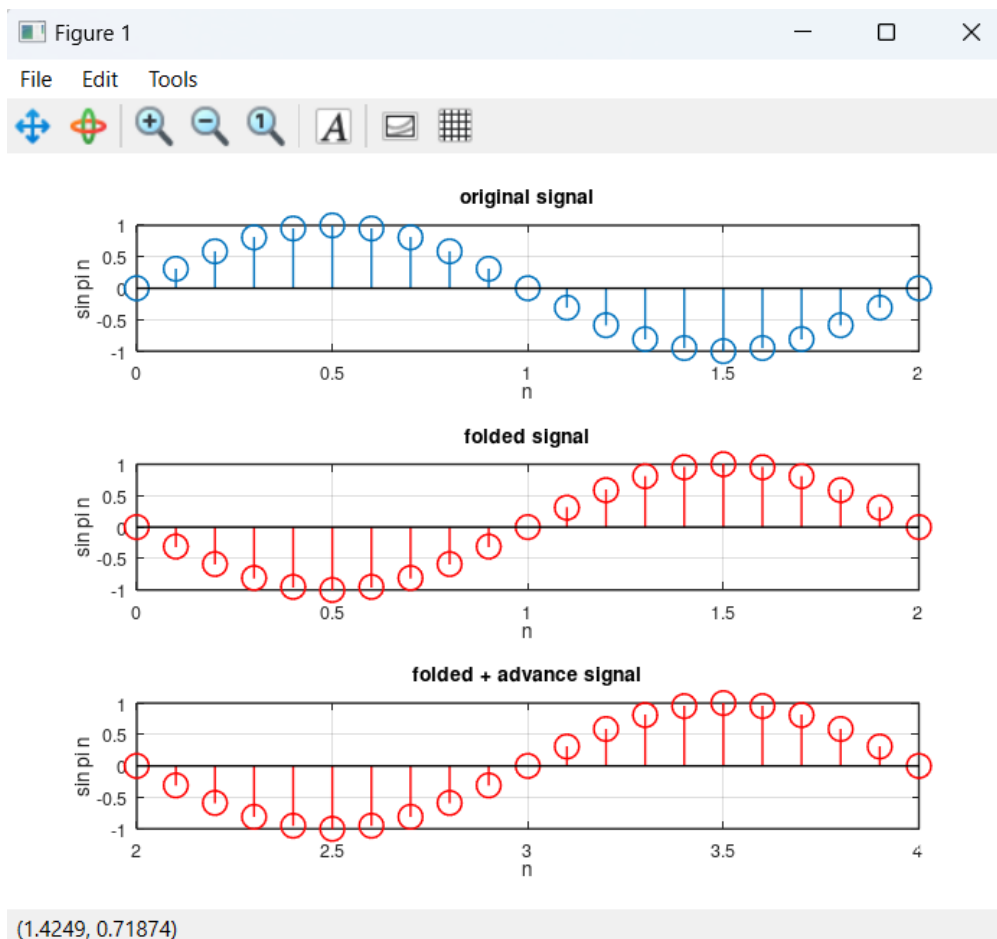 Figure 1
File Edit Tools
original signal
1
0.5
0
-0.5
-1
sin pi n
0 0.5 1 1.5 2
n
folded signal
1
0.5
0
-0.5
-1
sin pi n
0 0.5 1 1.5 2
n
folded + advance signal
1
0.5
0
-0.5
-1
sin pi n
2 2.5 3 3.5 4
n
(1.4249, 0.71874)